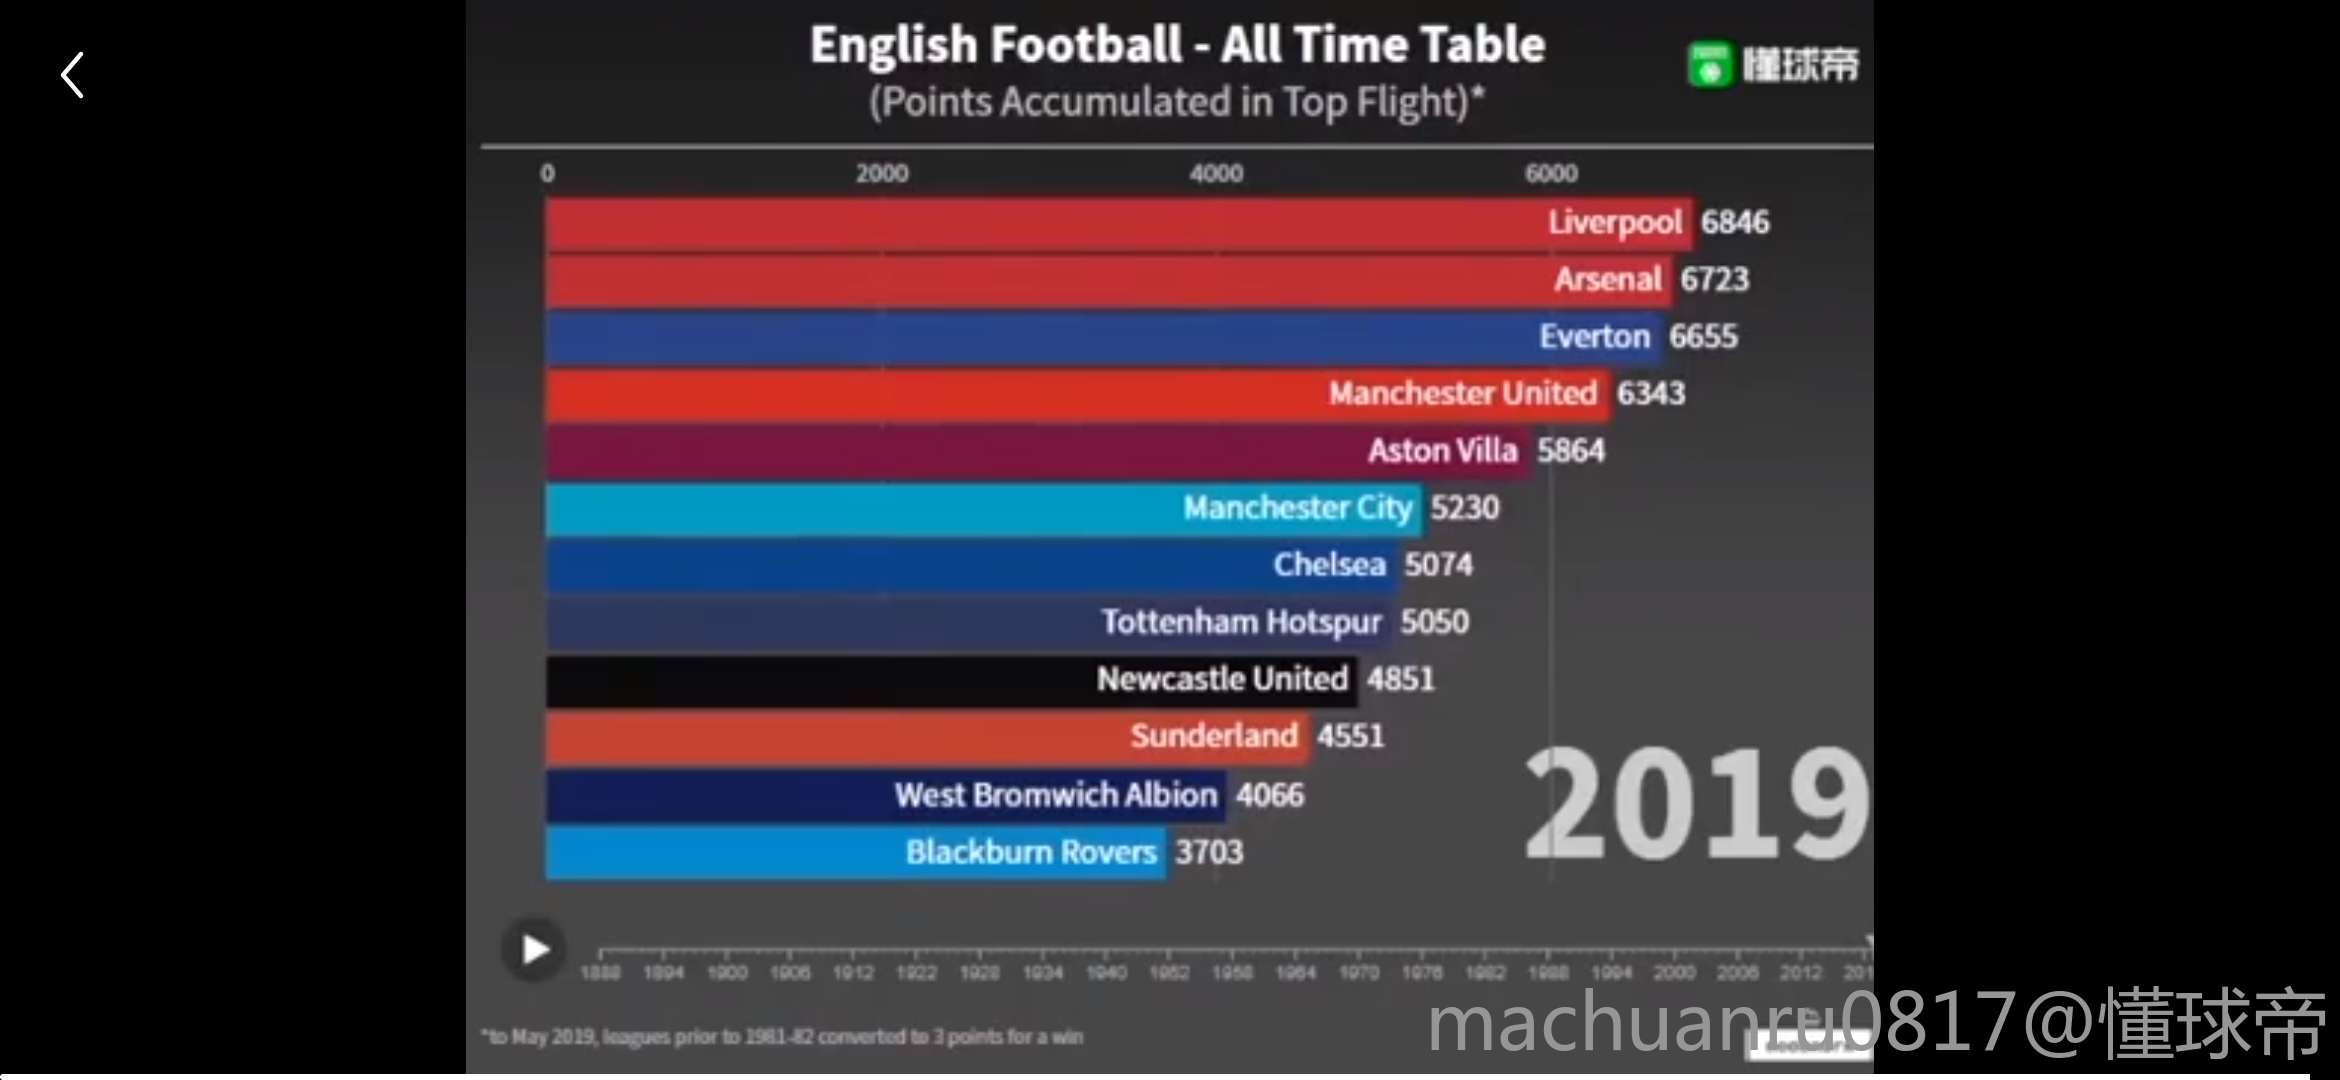 English Football - All Time Table
懂球帝
(Points Accumulated in Top Flight)*
0 2000 4000 6000
Liverpool 6846
Arsenal 6723
Everton 6655
Manchester United 6343
Aston Villa 5864
Manchester City 5230
Chelsea 5074
Tottenham Hotspur 5050
Newcastle United 4851
Sunderland 4551
West Bromwich Albion 4066
Blackburn Rovers 3703
2019
1888 1894 1900 1906 1912 1922 1928 1934 1940 1952 1958 1964 1970 1976 1982 1988 1994 2000 2006 2012 201
*to May 2019, leagues prior to 1981-82 converted to 3 points for a win
machuanru0817@懂球帝